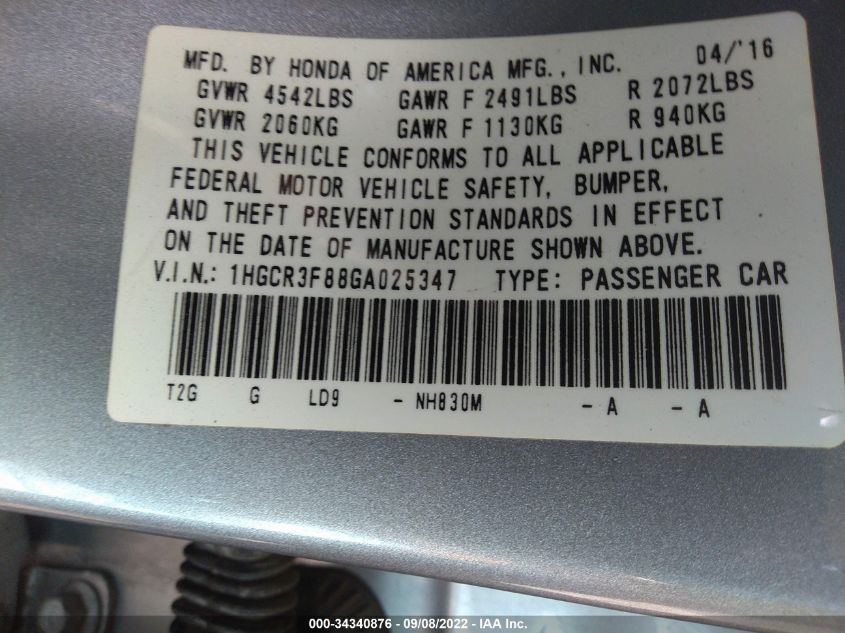 MFD. BY HONDA OF AMERICA MFG., INC. 04/'16
GVWR 4542LBS GAWR F 2491LBS R 2072LBS
GVWR 2060KG GAWR F 1130KG R 940KG
THIS VEHICLE CONFORMS TO ALL APPLICABLE
FEDERAL MOTOR VEHICLE SAFETY, BUMPER,
AND THEFT PREVENTION STANDARDS IN EFFECT
ON THE DATE OF MANUFACTURE SHOWN ABOVE.
V.I.N.: 1HGCR3F88GA025347 TYPE: PASSENGER CAR
T2G G LD9 - NH830M - A - A
000-34340876 - 09/08/2022 - IAA Inc.